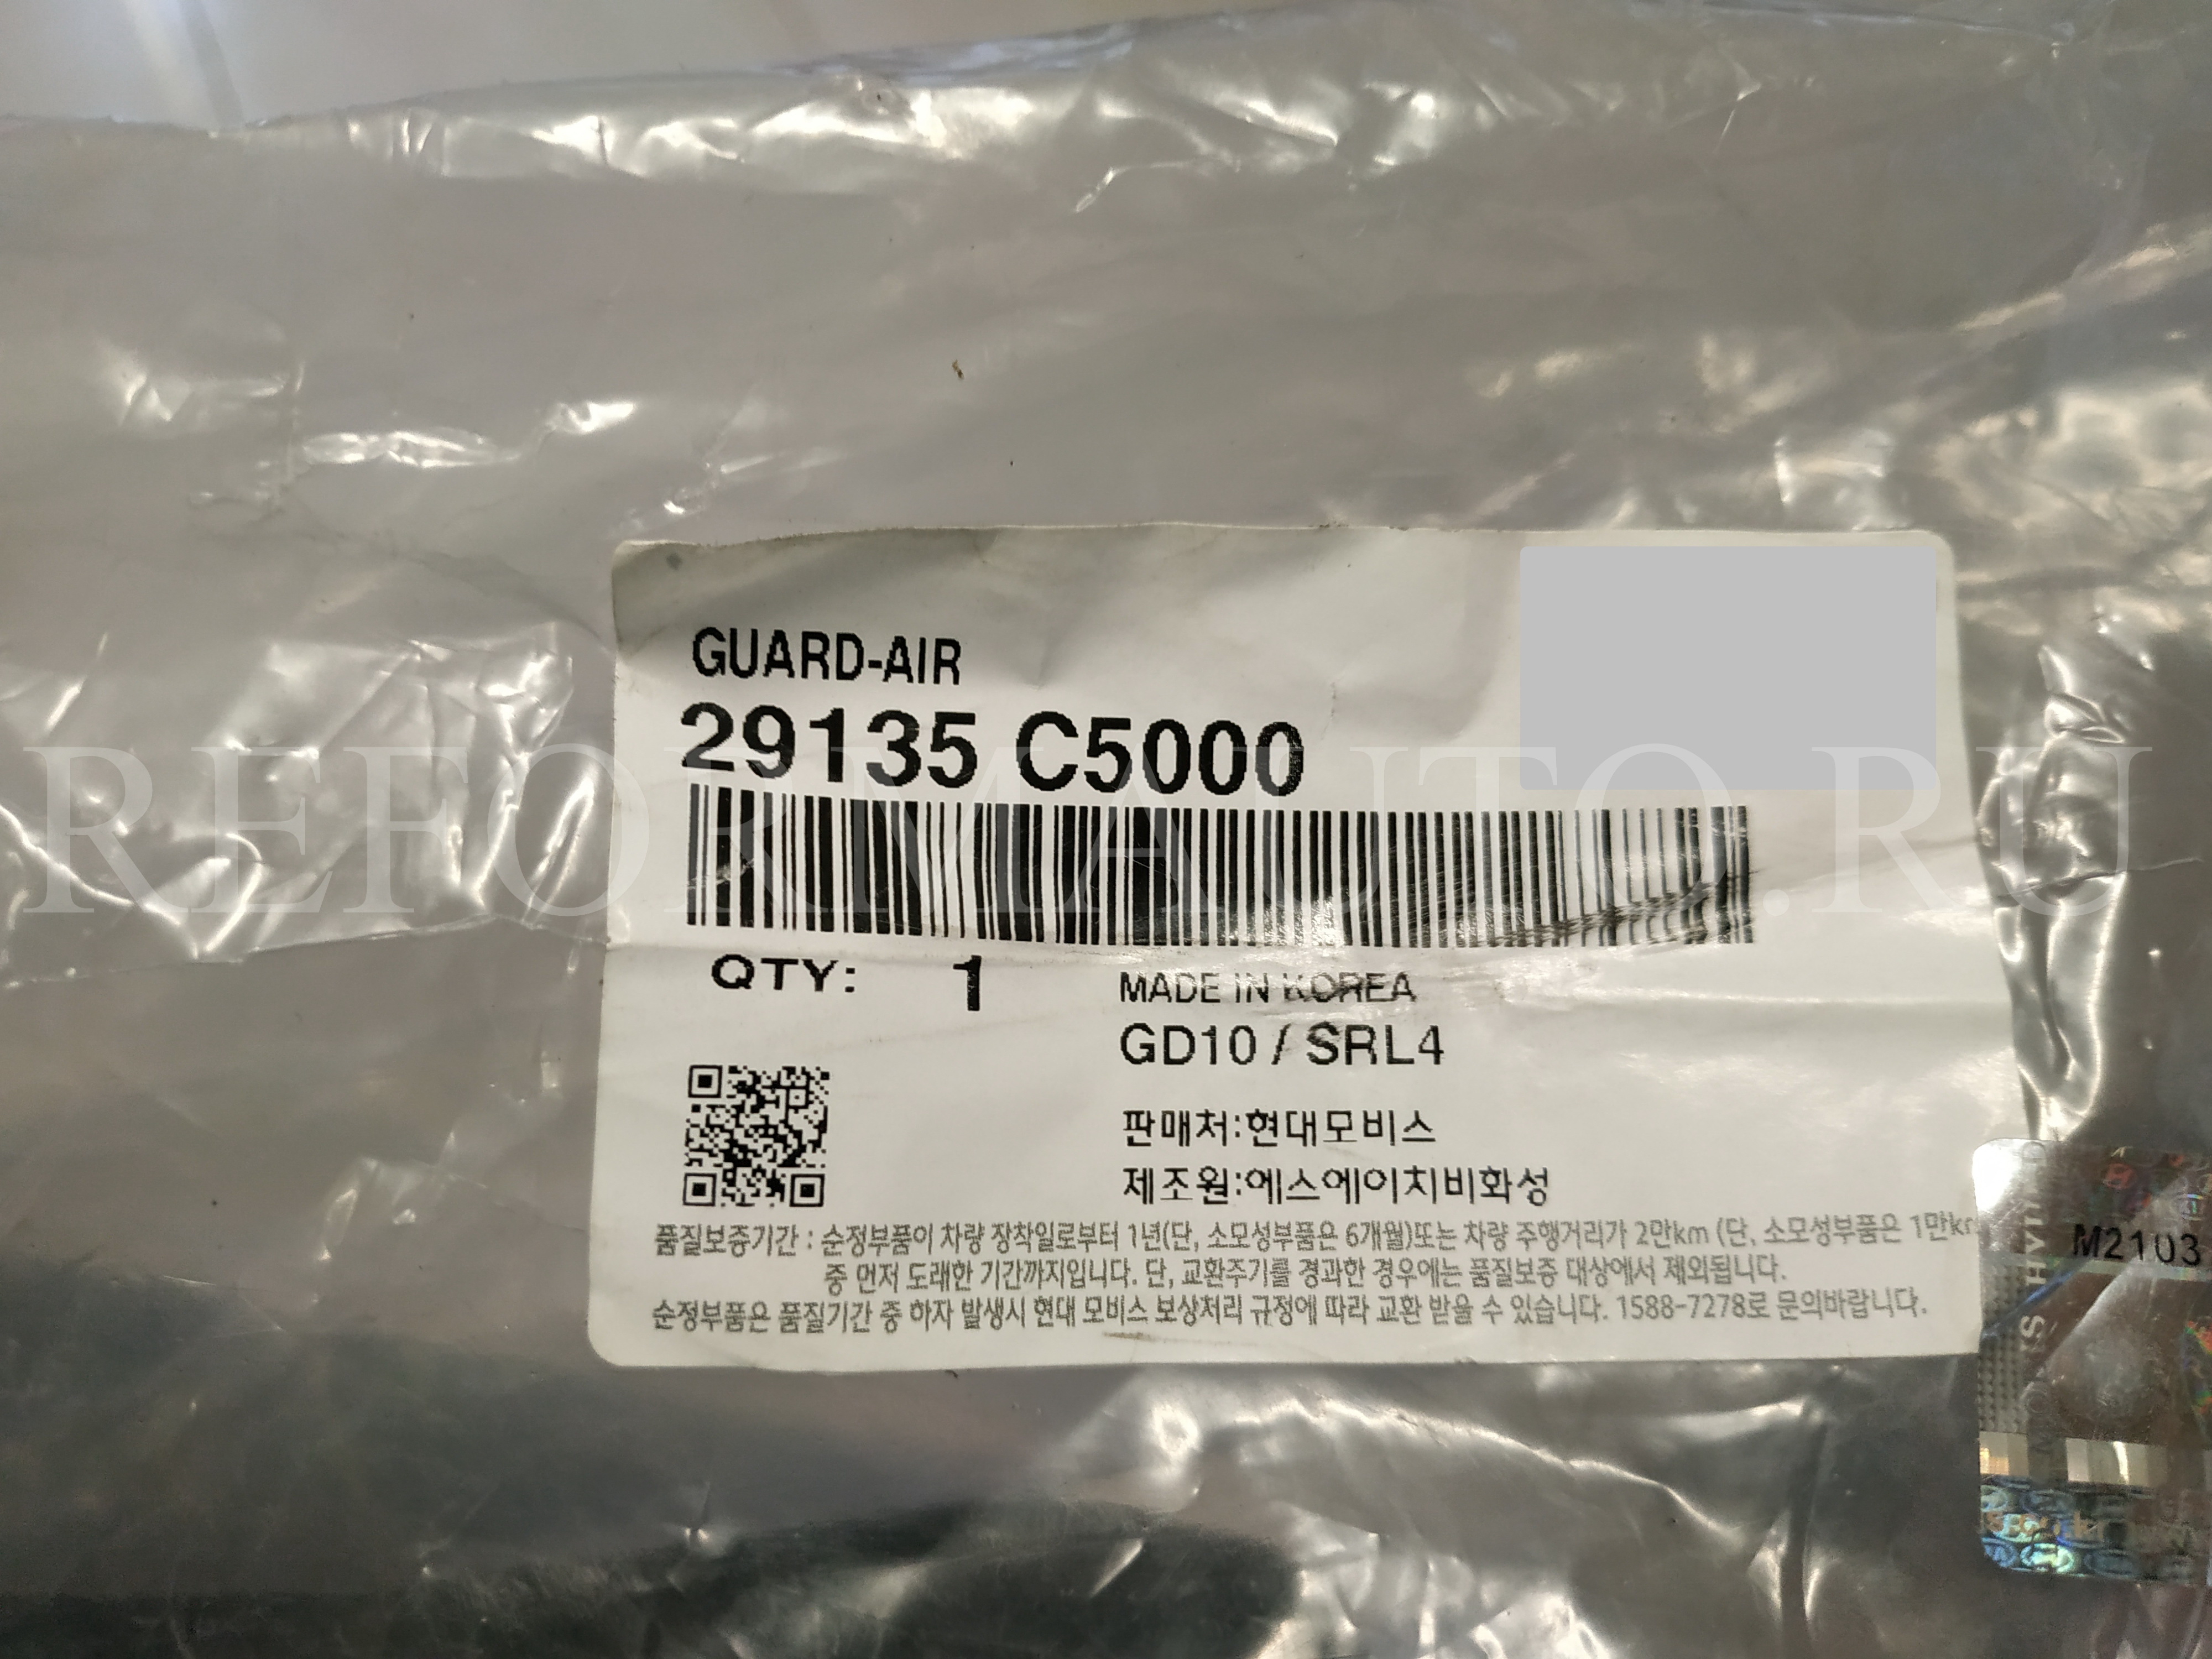 GUARD-AIR
29135 C5000
REFORMAUTO.RU
QTY: 1
MADE IN KOREA
GD10 / SRL4
판매처:현대모비스
제조원:에스에이치비화성
품질보증기간 : 순정부품이 차량 장착일로부터 1년(단, 소모성부품은 6개월)또는 차량 주행거리가 2만km (단, 소모성부품은 1만km
중 먼저 도래한 기간까지입니다. 단, 교환주기를 경과한 경우에는 품질보증 대상에서 제외됩니다.
순정부품은 품질기간 중 하자 발생시 현대 모비스 보상처리 규정에 따라 교환 받을 수 있습니다. 1588-7278로 문의바랍니다.
M2103